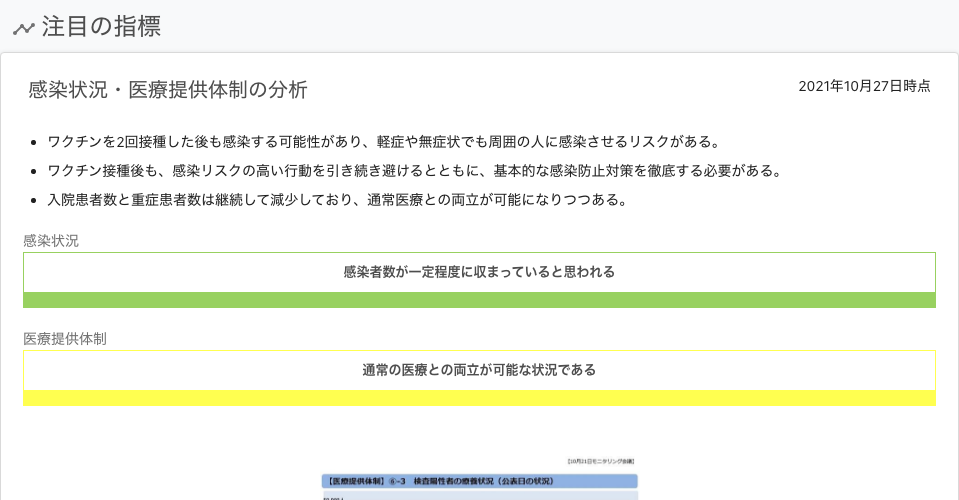 注目の指標
感染状況・医療提供体制の分析
2021年10月27日時点
ワクチンを2回接種した後も感染する可能性があり、軽症や無症状でも周囲の人に感染させるリスクがある。
ワクチン接種後も、感染リスクの高い行動を引き続き避けるとともに、基本的な感染防止対策を徹底する必要がある。
入院患者数と重症患者数は継続して減少しており、通常医療との両立が可能になりつつある。
感染状況
感染者数が一定程度に収まっていると思われる
医療提供体制
通常の医療との両立が可能な状況である
【10月21日モニタリング会議】
【医療提供体制】⑥-3 検査陽性者の療養状況（公表日の状況）